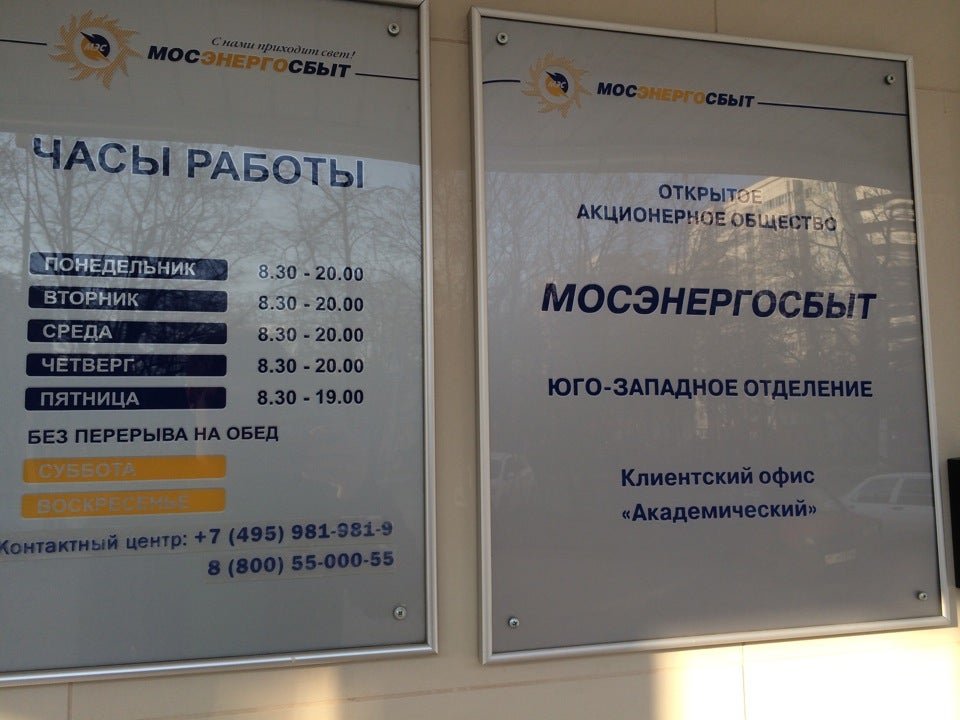 МЭС
С нами приходит свет!
МОСЭНЕРГОСБЫТ
ЧАСЫ РАБОТЫ
ПОНЕДЕЛЬНИК 8.30 - 20.00
ВТОРНИК 8.30 - 20.00
СРЕДА 8.30 - 20.00
ЧЕТВЕРГ 8.30 - 20.00
ПЯТНИЦА 8.30 - 19.00
БЕЗ ПЕРЕРЫВА НА ОБЕД
СУББОТА
ВОСКРЕСЕНЬЕ
Контактный центр: +7 (495) 981-981-9
8 (800) 55-000-55
МЭС
МОСЭНЕРГОСБЫТ
ОТКРЫТОЕ
АКЦИОНЕРНОЕ ОБЩЕСТВО
МОСЭНЕРГОСБЫТ
ЮГО-ЗАПАДНОЕ ОТДЕЛЕНИЕ
Клиентский офис
«Академический»